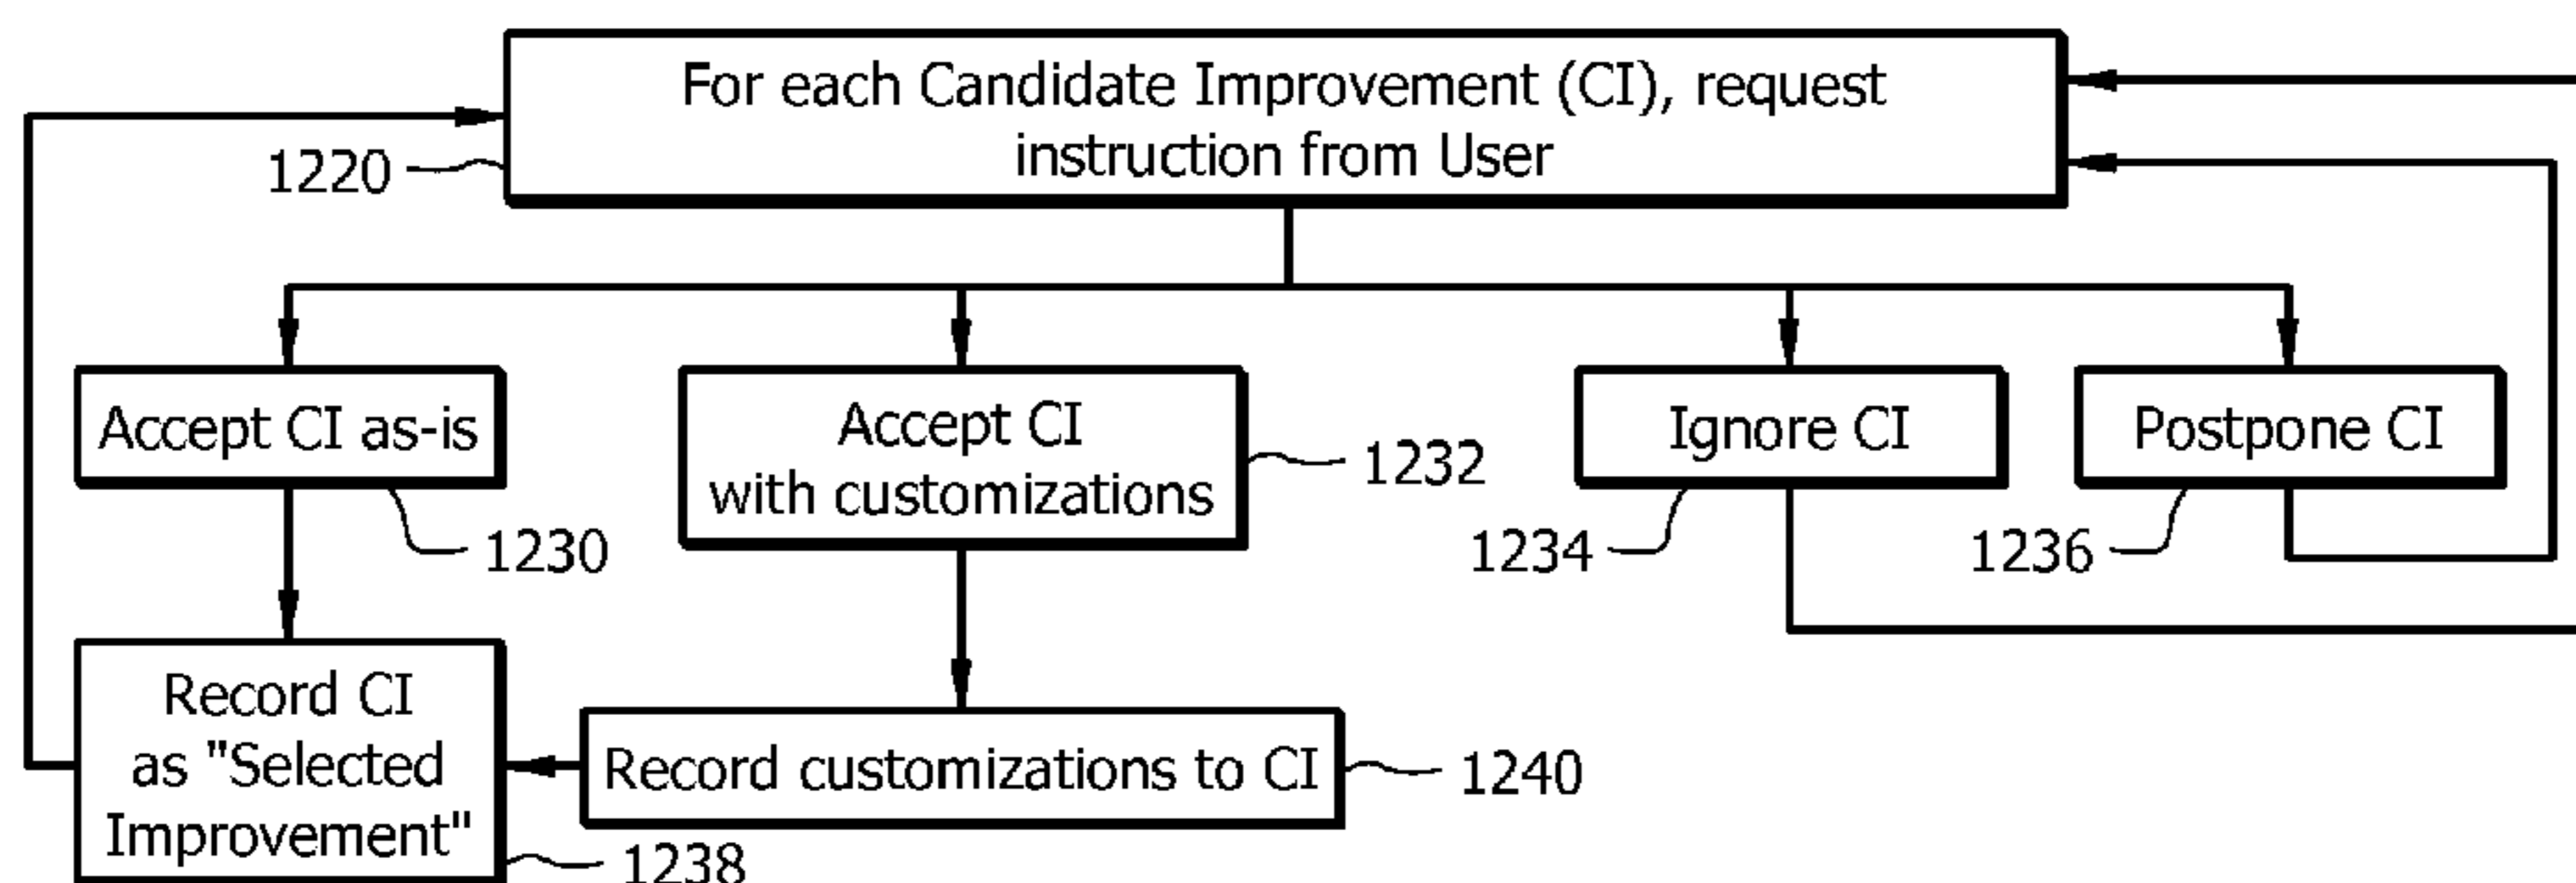 For each Candidate Improvement (CI), request
instruction from User
1220
Accept CI as-is
1230
Accept CI
with customizations
1232
Ignore CI
1234
Postpone CI
1236
Record CI
as "Selected
Improvement"
1238
Record customizations to CI
1240